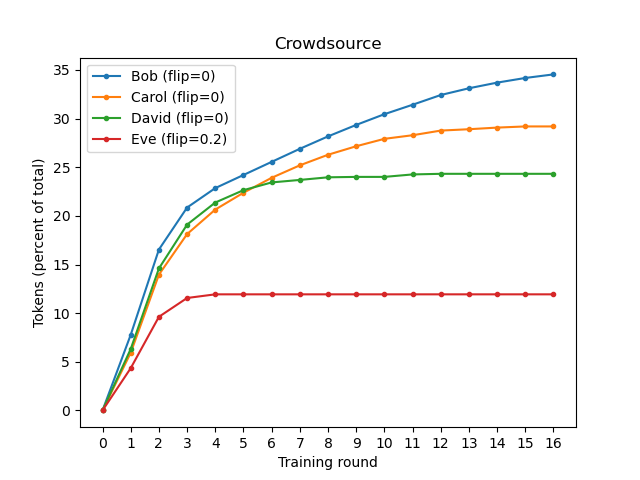 Crowdsource
Bob (flip=0)
Carol (flip=0)
David (flip=0)
Eve (flip=0.2)
Tokens (percent of total)
35
30
25
20
15
10
5
0
0 1 2 3 4 5 6 7 8 9 10 11 12 13 14 15 16
Training round